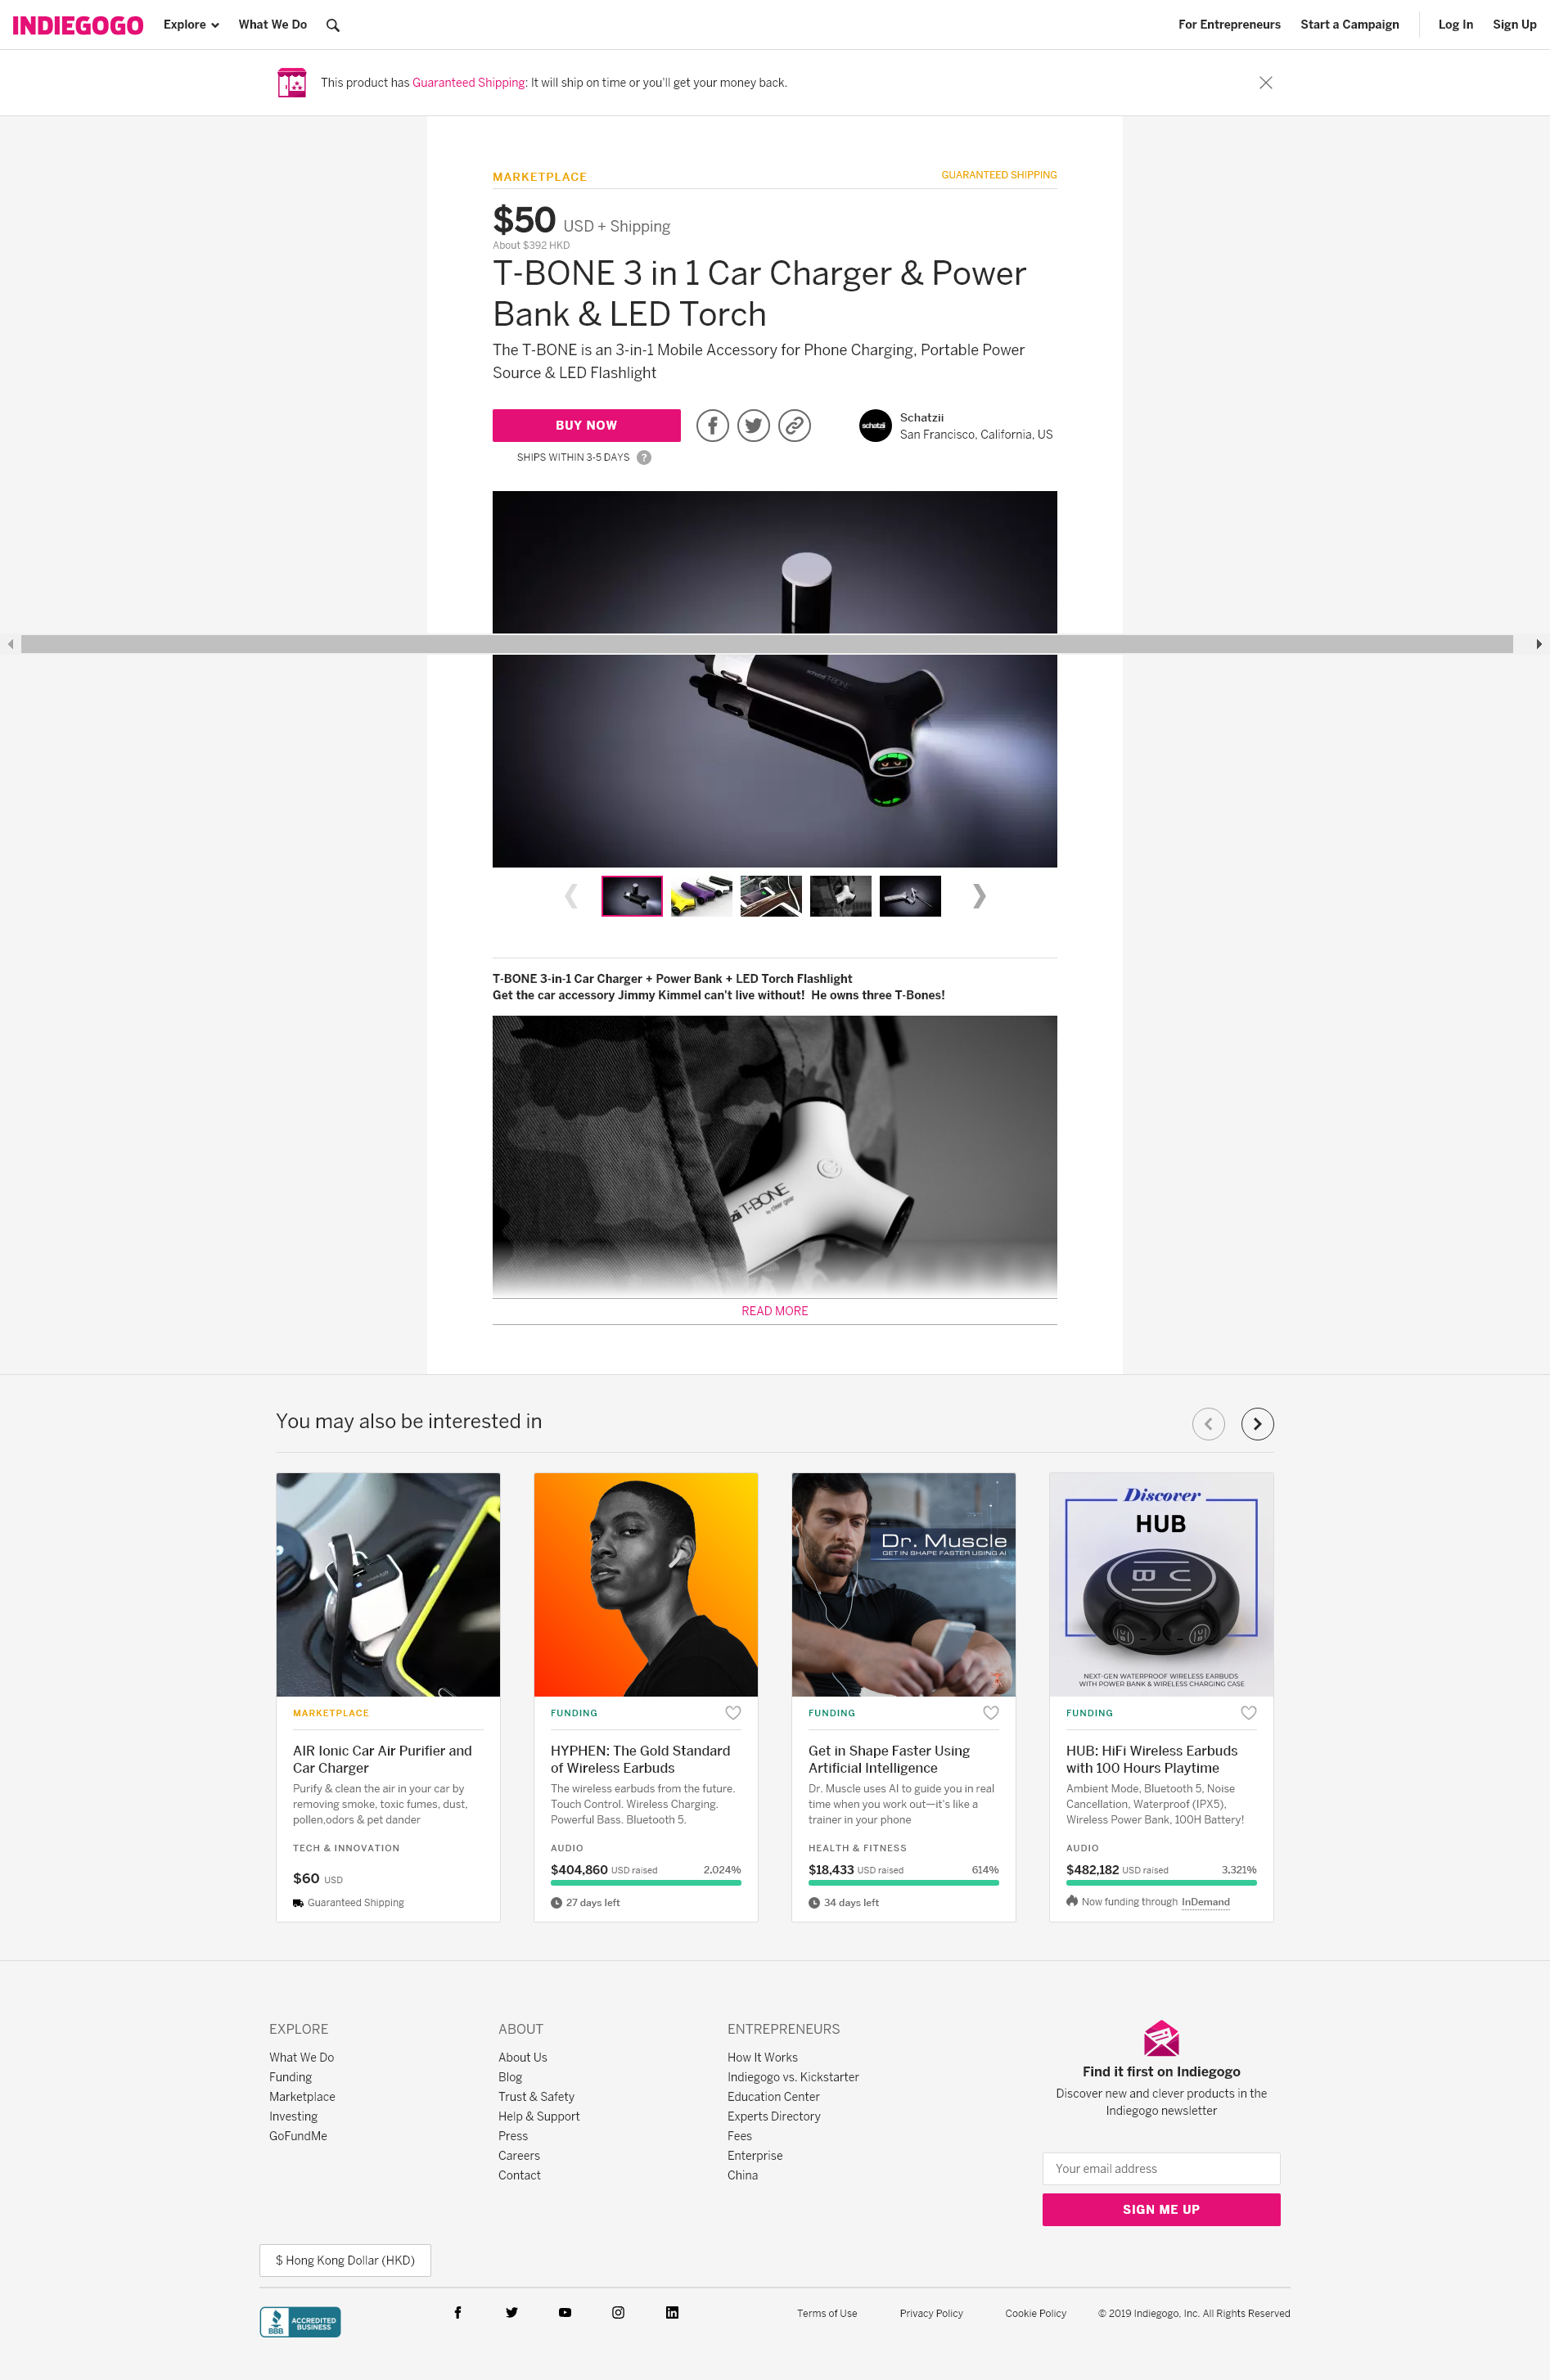 INDIEGOGO Explore What We Do For Entrepreneurs Start a Campaign Log In Sign Up
This product has Guaranteed Shipping: It will ship on time or you'll get your money back.
MARKETPLACE GUARANTEED SHIPPING
$50 USD + Shipping
About $392 HKD
T-BONE 3 in 1 Car Charger & Power
Bank & LED Torch
The T-BONE is an 3-in-1 Mobile Accessory for Phone Charging, Portable Power
Source & LED Flashlight
BUY NOW
schatzii
Schatzii
San Francisco, California, US
SHIPS WITHIN 3-5 DAYS ?
T-BONE 3-in-1 Car Charger + Power Bank + LED Torch Flashlight
Get the car accessory Jimmy Kimmel can't live without! He owns three T-Bones!
T-BONE
READ MORE
You may also be interested in
Dr. Muscle
GET IN SHAPE FASTER USING AI
Discover
HUB
NEXT-GEN WATERPROOF WIRELESS EARBUDS
WITH POWER BANK & WIRELESS CHARGING CASE
MARKETPLACE
AIR Ionic Car Air Purifier and
Car Charger
Purify & clean the air in your car by
removing smoke, toxic fumes, dust,
pollen,odors & pet dander
TECH & INNOVATION
$60 USD
Guaranteed Shipping
FUNDING
HYPHEN: The Gold Standard
of Wireless Earbuds
The wireless earbuds from the future.
Touch Control. Wireless Charging.
Powerful Bass. Bluetooth 5.
AUDIO
$404,860 USD raised 2,024%
27 days left
FUNDING
Get in Shape Faster Using
Artificial Intelligence
Dr. Muscle uses AI to guide you in real
time when you work out—it's like a
trainer in your phone
HEALTH & FITNESS
$18,433 USD raised 614%
34 days left
FUNDING
HUB: HiFi Wireless Earbuds
with 100 Hours Playtime
Ambient Mode, Bluetooth 5, Noise
Cancellation, Waterproof (IPX5),
Wireless Power Bank, 100H Battery!
AUDIO
$482,182 USD raised 3,321%
Now funding through InDemand
EXPLORE
What We Do
Funding
Marketplace
Investing
GoFundMe
ABOUT
About Us
Blog
Trust & Safety
Help & Support
Press
Careers
Contact
ENTREPRENEURS
How It Works
Indiegogo vs. Kickstarter
Education Center
Experts Directory
Fees
Enterprise
China
Find it first on Indiegogo
Discover new and clever products in the
Indiegogo newsletter
Your email address
SIGN ME UP
$ Hong Kong Dollar (HKD)
BBB
ACCREDITED
BUSINESS
Terms of Use Privacy Policy Cookie Policy © 2019 Indiegogo, Inc. All Rights Reserved